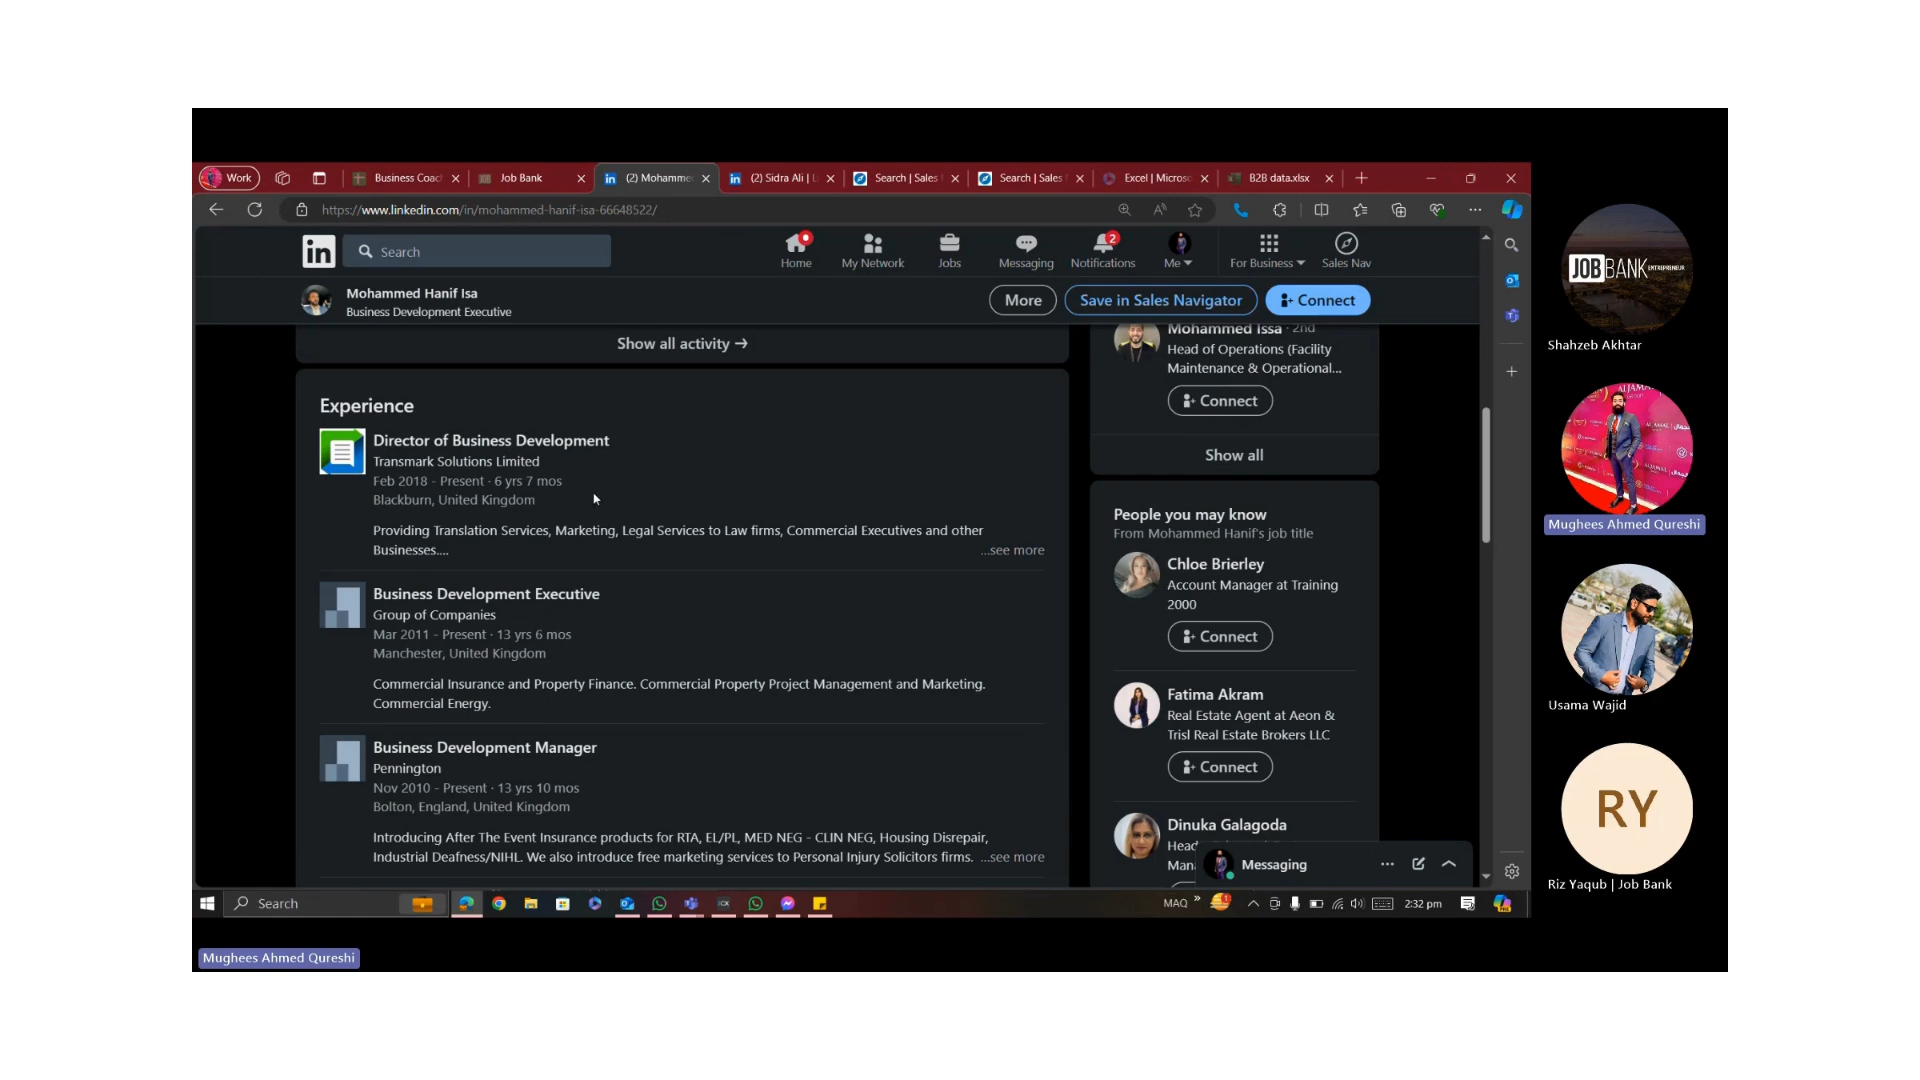 Work
Business Coac
Job Bank
(2) Mohamme
(2) Sidra Ali | L
Search | Sales
Search | Sales
Excel | Micros
B2B data.xlsx
https://www.linkedin.com/in/mohammed-hanif-isa-66648522/
in
Search
Home
My Network
Jobs
Messaging
2
Notifications
Me
For Business
Sales Nav
Mohammed Hanif Isa
Business Development Executive
More
Save in Sales Navigator
Connect
Show all activity →
Experience
Director of Business Development
Transmark Solutions Limited
Feb 2018 - Present · 6 yrs 7 mos
Blackburn, United Kingdom
Providing Translation Services, Marketing, Legal Services to Law firms, Commercial Executives and other
Businesses....
...see more
Business Development Executive
Group of Companies
Mar 2011 - Present · 13 yrs 6 mos
Manchester, United Kingdom
Commercial Insurance and Property Finance. Commercial Property Project Management and Marketing.
Commercial Energy.
Business Development Manager
Pennington
Nov 2010 - Present · 13 yrs 10 mos
Bolton, England, United Kingdom
Introducing After The Event Insurance products for RTA, EL/PL, MED NEG - CLIN NEG, Housing Disrepair,
Industrial Deafness/NIHL. We also introduce free marketing services to Personal Injury Solicitors firms. ...see more
Mohammed Issa · 2nd
Head of Operations (Facility
Maintenance & Operational...
Connect
Show all
People you may know
From Mohammed Hanif's job title
Chloe Brierley
Account Manager at Training
2000
Connect
Fatima Akram
Real Estate Agent at Aeon &
Trisl Real Estate Brokers LLC
Connect
Dinuka Galagoda
Head
Mana
Messaging
Search
MAQ
2:32 pm
JOBBANK ENTREPRENEUR
Shahzeb Akhtar
ALJAMAL
Mughees Ahmed Qureshi
Usama Wajid
RY
Riz Yaqub | Job Bank
Mughees Ahmed Qureshi